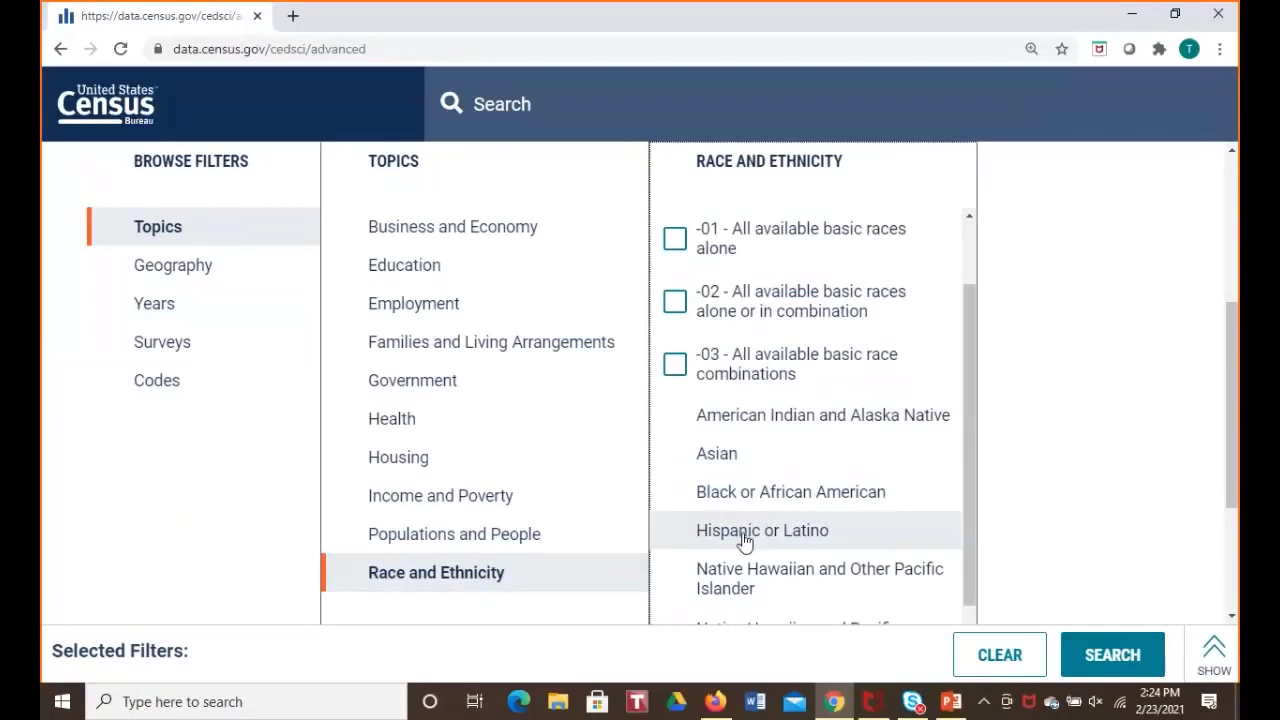 https://data.census.gov/cedsci/a
data.census.gov/cedsci/advanced
T
United States
Census
Bureau
Search
BROWSE FILTERS
Topics
Geography
Years
Surveys
Codes
TOPICS
Business and Economy
Education
Employment
Families and Living Arrangements
Government
Health
Housing
Income and Poverty
Populations and People
Race and Ethnicity
RACE AND ETHNICITY
-01 - All available basic races
alone
-02 - All available basic races
alone or in combination
-03 - All available basic race
combinations
American Indian and Alaska Native
Asian
Black or African American
Hispanic or Latino
Native Hawaiian and Other Pacific
Islander
Selected Filters:
CLEAR
SEARCH
SHOW
Type here to search
T
2:24 PM
2/23/2021